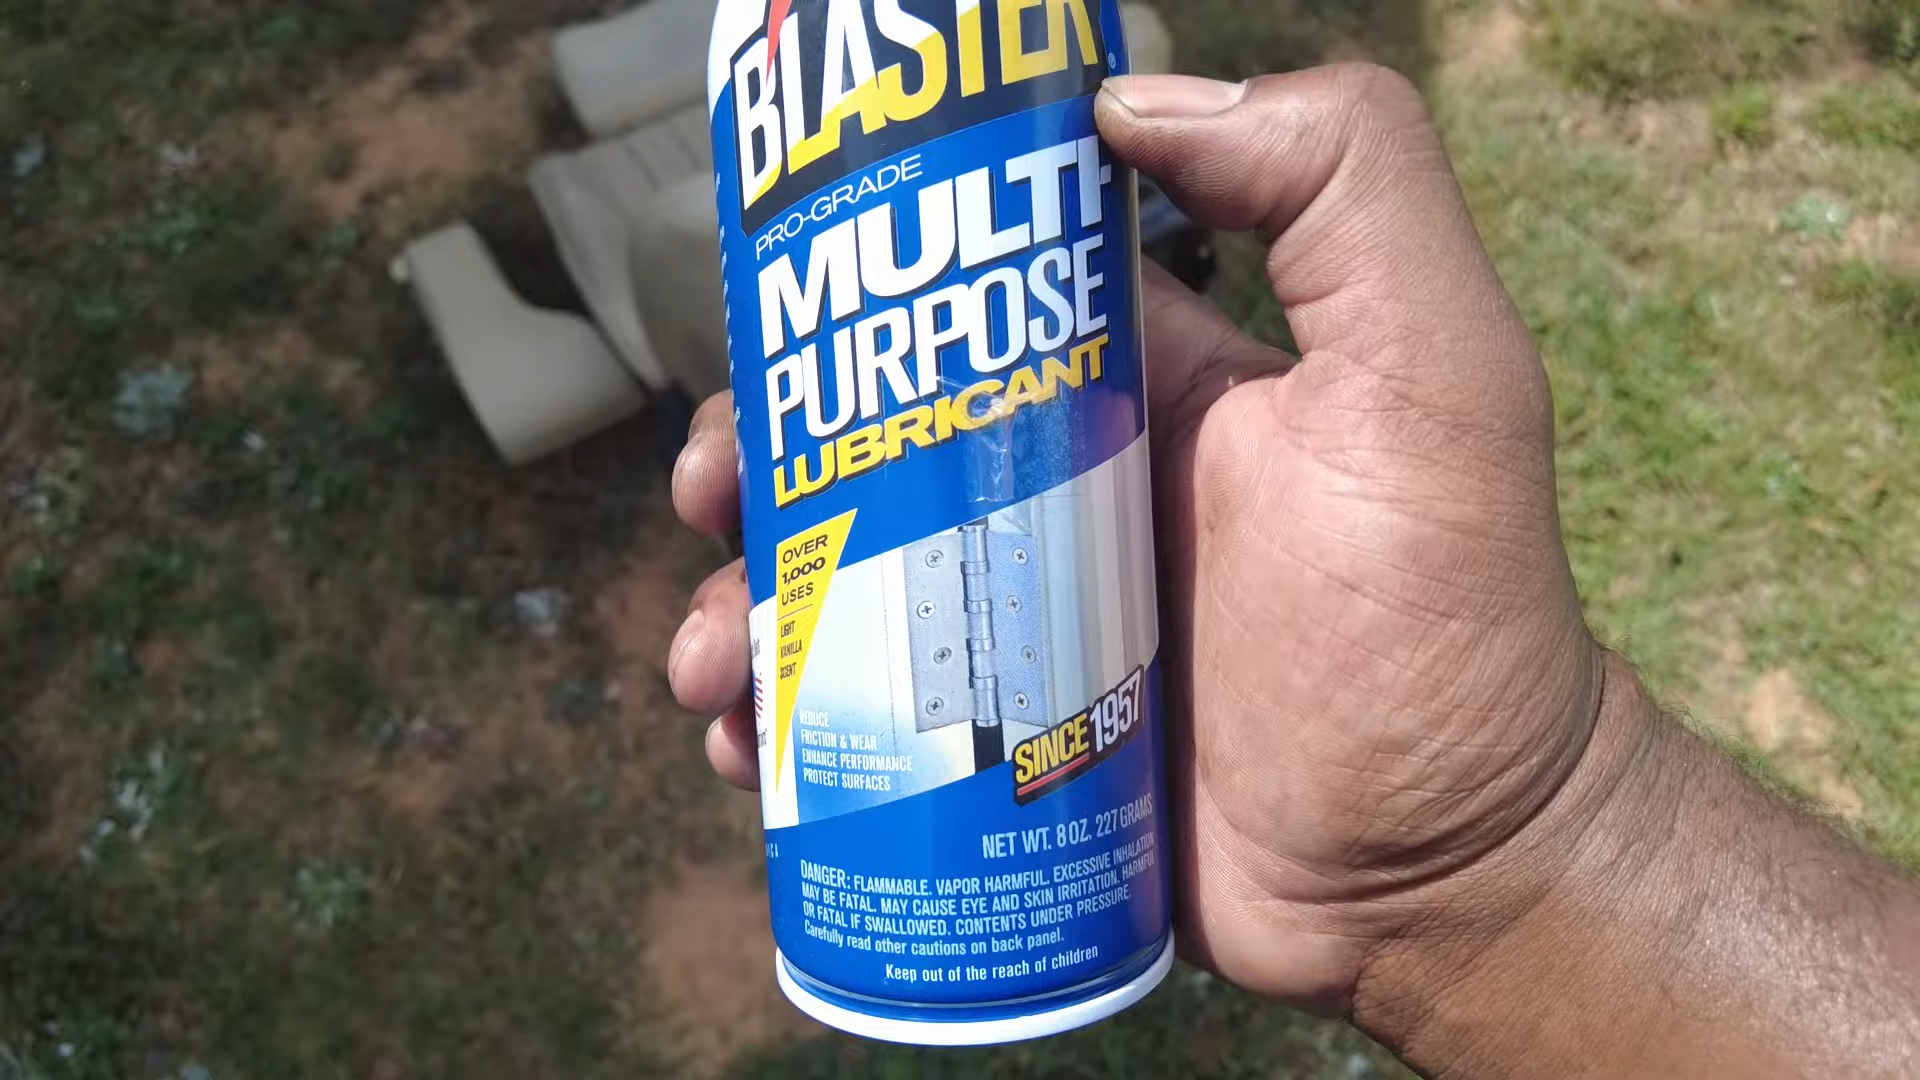 BLASTER
PRO-GRADE
MULTI-
PURPOSE
LUBRICANT
OVER
1,000
USES
LIGHT
VANILLA
SCENT
REDUCE
FRICTION & WEAR
ENHANCE PERFORMANCE
PROTECT SURFACES
SINCE 1957
NET WT. 8 OZ. 227 GRAMS
DANGER: FLAMMABLE. VAPOR HARMFUL. EXCESSIVE INHALATION
MAY BE FATAL. MAY CAUSE EYE AND SKIN IRRITATION. HARMFUL
OR FATAL IF SWALLOWED. CONTENTS UNDER PRESSURE.
Carefully read other cautions on back panel.
Keep out of the reach of children